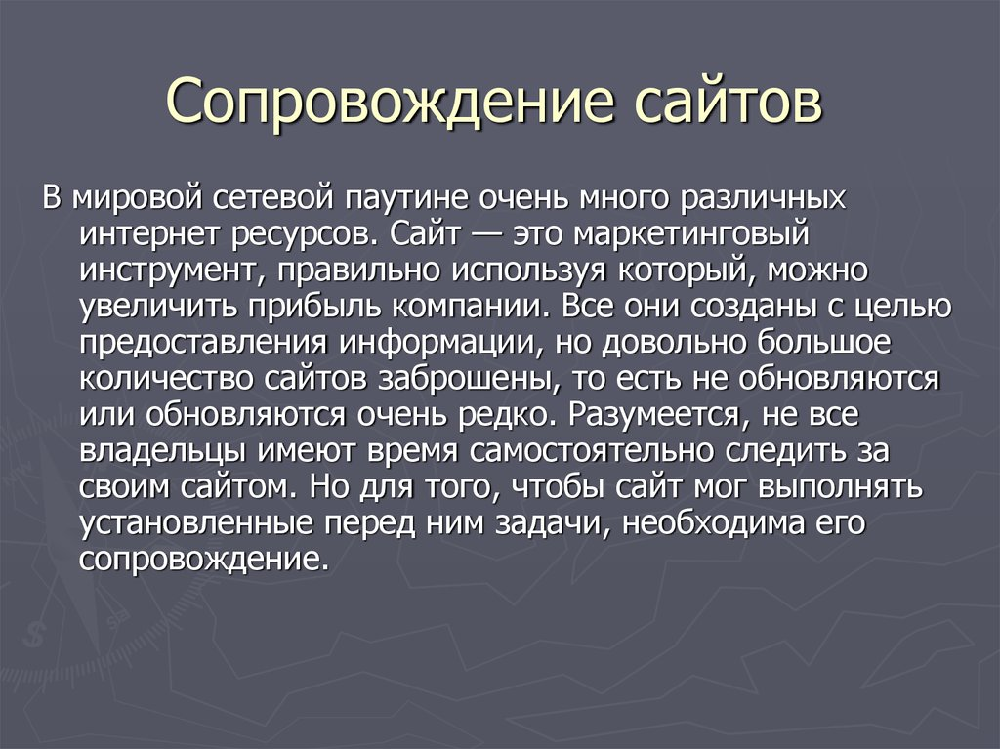 Сопровождение сайтов
В мировой сетевой паутине очень много различных
интернет ресурсов. Сайт — это маркетинговый
инструмент, правильно используя который, можно
увеличить прибыль компании. Все они созданы с целью
предоставления информации, но довольно большое
количество сайтов заброшены, то есть не обновляются
или обновляются очень редко. Разумеется, не все
владельцы имеют время самостоятельно следить за
своим сайтом. Но для того, чтобы сайт мог выполнять
установленные перед ним задачи, необходима его
сопровождение.
NW
S
SE